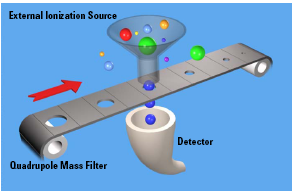 External Ionization Source
Detector
Quadrupole Mass Filter